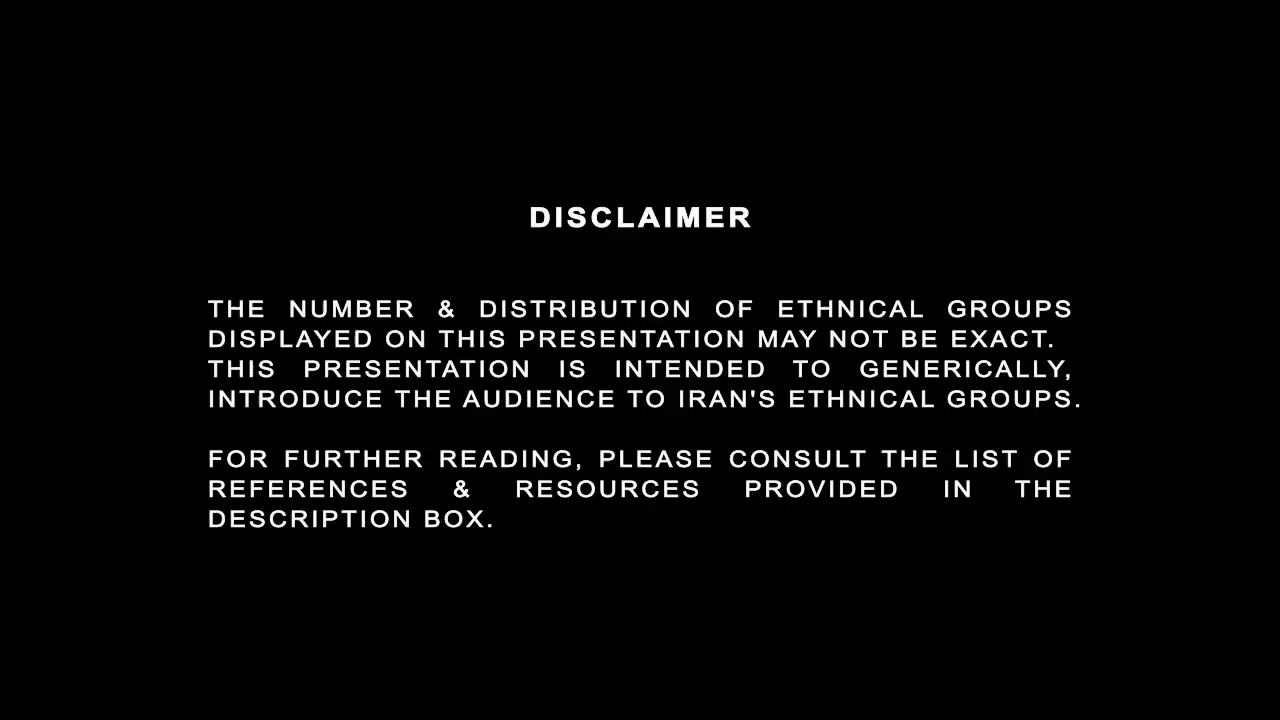 DISCLAIMER
THE NUMBER & DISTRIBUTION OF ETHNICAL GROUPS
DISPLAYED ON THIS PRESENTATION MAY NOT BE EXACT.
THIS PRESENTATION IS INTENDED TO GENERICALLY,
INTRODUCE THE AUDIENCE TO IRAN'S ETHNICAL GROUPS.
FOR FURTHER READING, PLEASE CONSULT THE LIST OF
REFERENCES & RESOURCES PROVIDED IN THE
DESCRIPTION BOX.